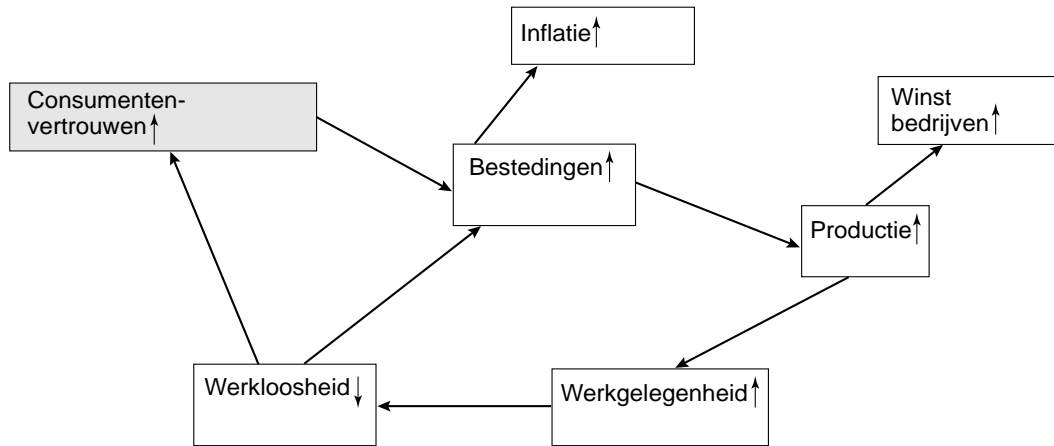 Inflatie↑
Consumenten-
vertrouwen↑
Winst
bedrijven↑
Bestedingen↑
Productie↑
Werkloosheid↓
Werkgelegenheid↑